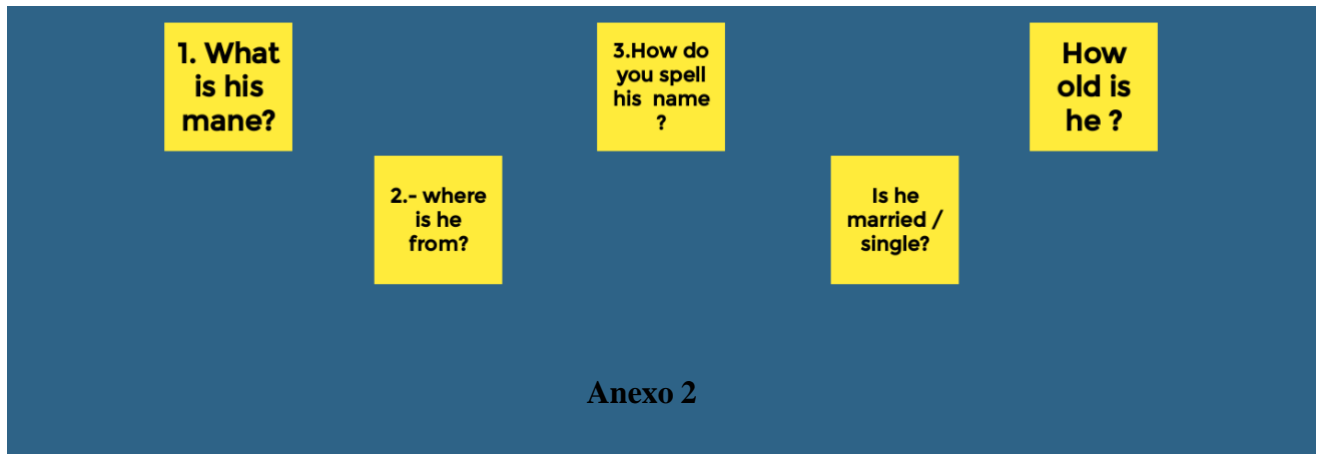 1. What
is his
mane?
2.- where
is he
from?
3.How do
you spell
his name
?
Is he
married /
single?
How
old is
he ?
Anexo 2